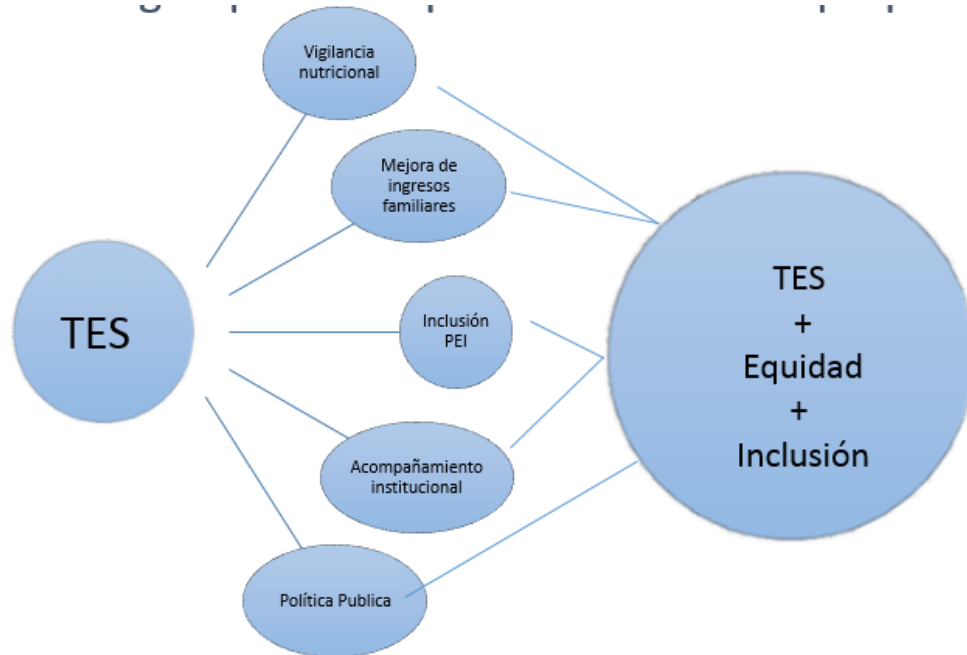 Vigilancia
nutricional
Mejora de
ingresos
familiares
TES
Inclusión
PEI
Acompañamiento
institucional
Política Publica
TES
+
Equidad
+
Inclusión